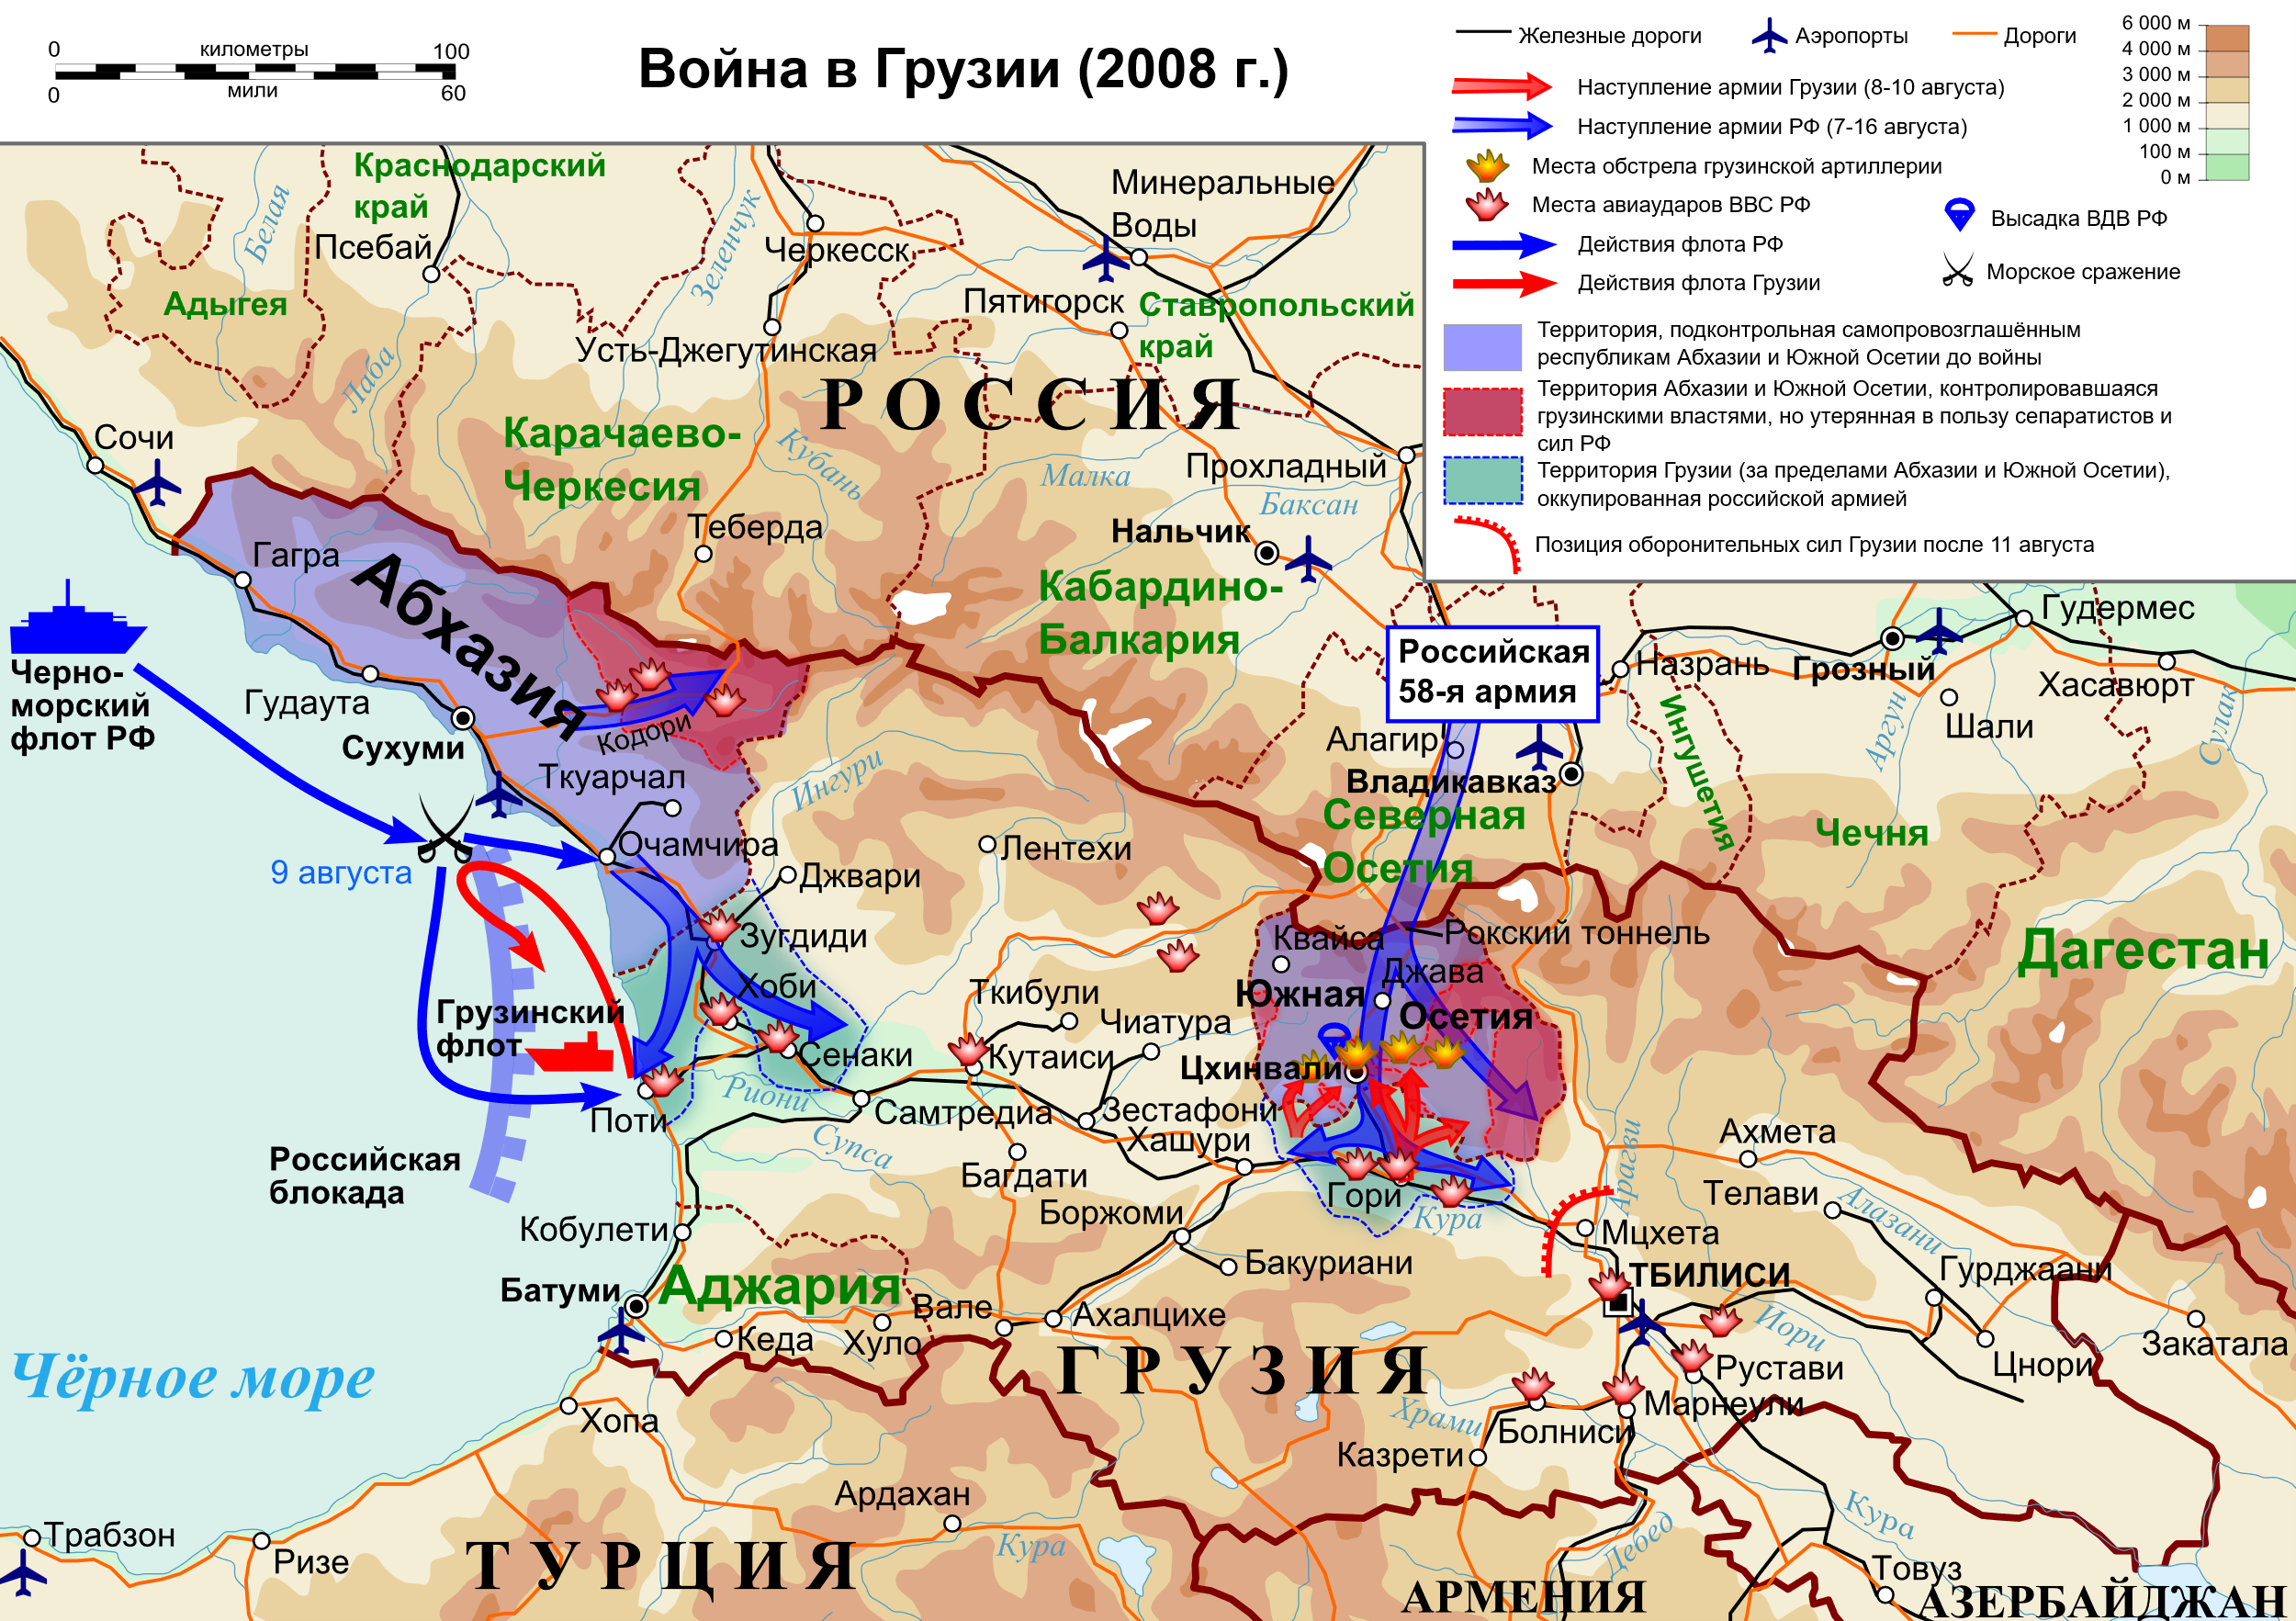 0
километры
100
0
мили
60
Война в Грузии (2008 г.)
Железные дороги
Аэропорты
Дороги
Наступление армии Грузии (8-10 августа)
Наступление армии РФ (7-16 августа)
Места обстрела грузинской артиллерии
Места авиаударов ВВС РФ
Высадка ВДВ РФ
Действия флота РФ
Морское сражение
Действия флота Грузии
Территория, подконтрольная самопровозглашённым
республикам Абхазии и Южной Осетии до войны
Территория Абхазии и Южной Осетии, контролировавшаяся
грузинскими властями, но утерянная в пользу сепаратистов и
сил РФ
Территория Грузии (за пределами Абхазии и Южной Осетии),
оккупированная российской армией
Позиция оборонительных сил Грузии после 11 августа
6 000 м
4 000 м
3 000 м
2 000 м
1 000 м
100 м
0 м
Краснодарский
край
Белая
Псебай
Адыгея
Лаба
Зеленчук
Черкесск
Усть-Джегутинская
Минеральные
Воды
Пятигорск
Ставропольский
край
РОССИЯ
Сочи
Карачаево-
Черкесия
Кубань
Малка
Прохладный
Баксан
Теберда
Нальчик
Кабардино-
Балкария
Гагра
Абхазия
Черно-
морский
флот РФ
Гудаута
Сухуми
Кодори
Ткуарчал
Ингури
Очамчира
9 августа
Джвари
Лентехи
Российская
58-я армия
Назрань
Грозный
Гудермес
Хасавюрт
Шали
Аргун
Сулак
Ингушетия
Алагир
Владикавказ
Северная
Осетия
Чечня
Дагестан
Зугдиди
Хоби
Грузинский
флот
Сенаки
Поти
Риони
Супса
Самтредиа
Российская
блокада
Ткибули
Чиатура
Кутаиси
Зестафони
Хашури
Багдати
Боржоми
Бакуриани
Квайса
Рокский тоннель
Джава
Южная
Осетия
Цхинвали
Гори
Кура
Арагви
Ахмета
Телави
Алазани
Мцхета
ТБИЛИСИ
Гурджаани
Иори
Цнори
Закатала
Рустави
Марнеули
Болниси
Храми
Казрети
Кобулети
Батуми
Аджария
Кеда
Хуло
Вале
Ахалцихе
ГРУЗИЯ
Чёрное море
Хопа
Ардахан
Кура
Трабзон
Ризе
ТУРЦИЯ
Дебед
АРМЕНИЯ
Кура
Товуз
АЗЕРБАЙДЖАН